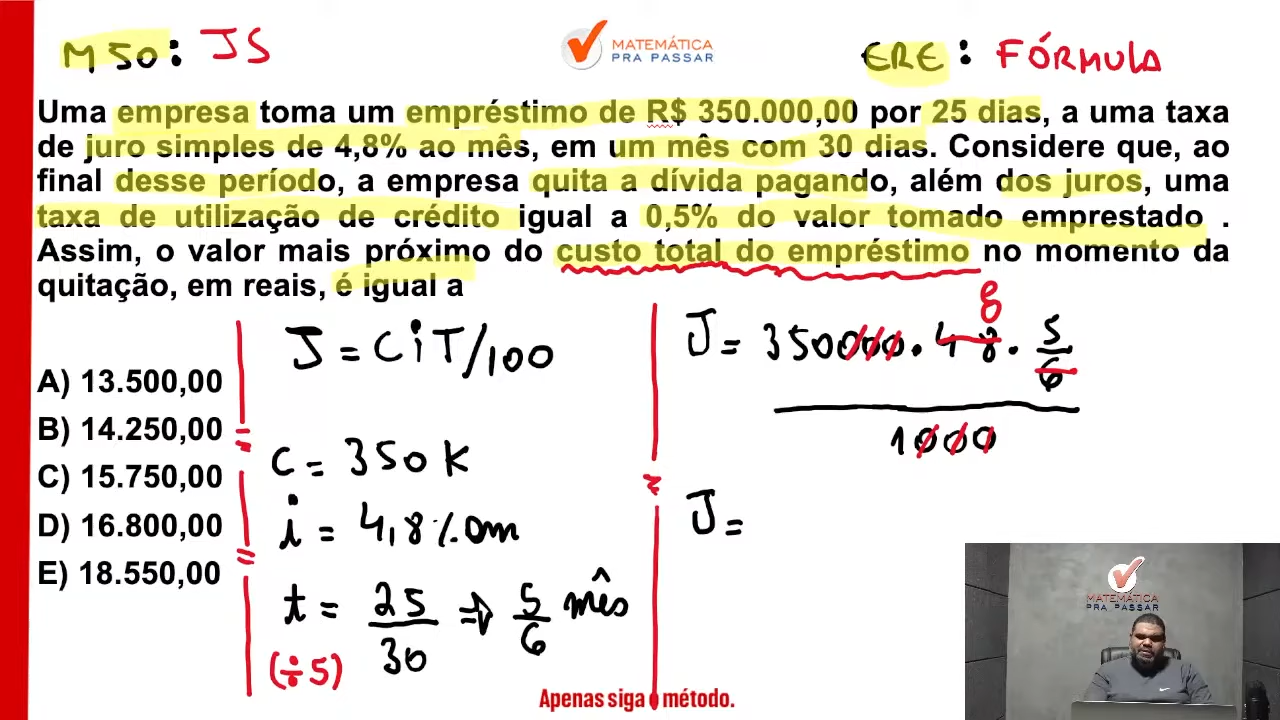 M50: JS
MATEMÁTICA
PRA PASSAR
ERE: FÓRMULA
Uma empresa toma um empréstimo de R$ 350.000,00 por 25 dias, a uma taxa
de juro simples de 4,8% ao mês, em um mês com 30 dias. Considere que, ao
final desse período, a empresa quita a dívida pagando, além dos juros, uma
taxa de utilização de crédito igual a 0,5% do valor tomado emprestado .
Assim, o valor mais próximo do custo total do empréstimo no momento da
quitação, em reais, é igual a
A) 13.500,00
B) 14.250,00
C) 15.750,00
D) 16.800,00
E) 18.550,00
J = CiT/100
C = 350 K
i = 4,8 % am
t = 25/30 ⇒ 5/6 mês
(÷5)
8
J = 350000 . 48 . 5/6
1000
J =
MATEMÁTICA
PRA PASSAR
Apenas siga o método.